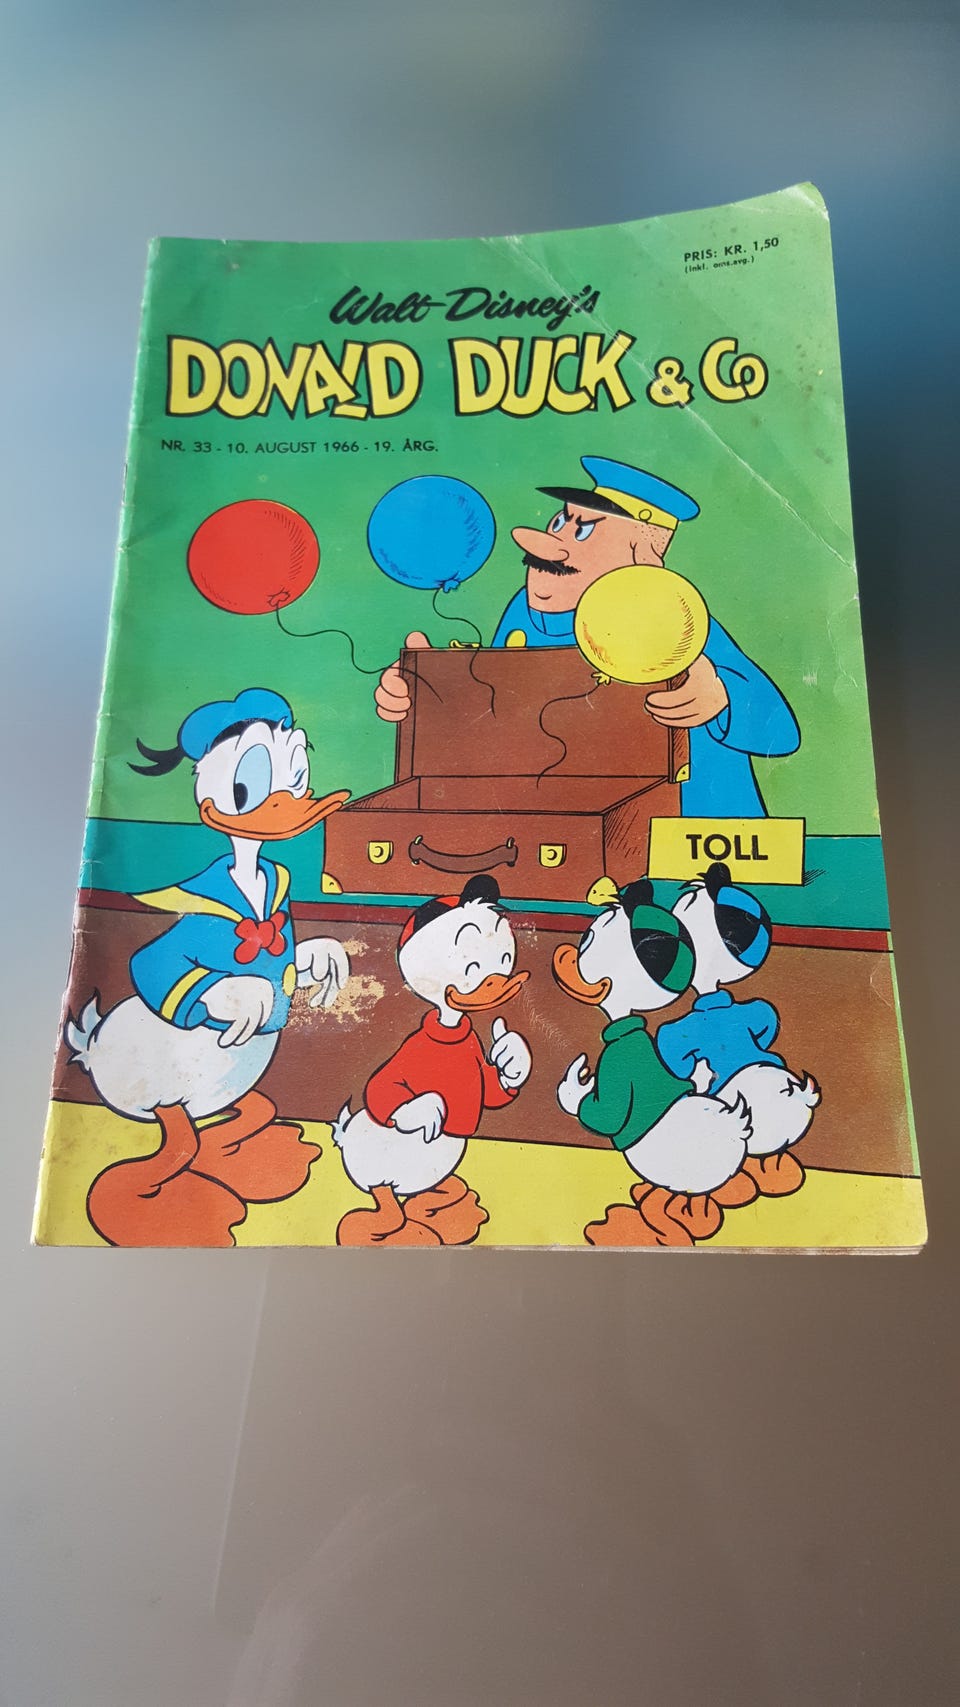 PRIS: KR. 1,50
(Inkl. oms.avg.)
Walt Disney's
DONALD DUCK & Co
NR. 33 - 10. AUGUST 1966 - 19. ÅRG.
TOLL